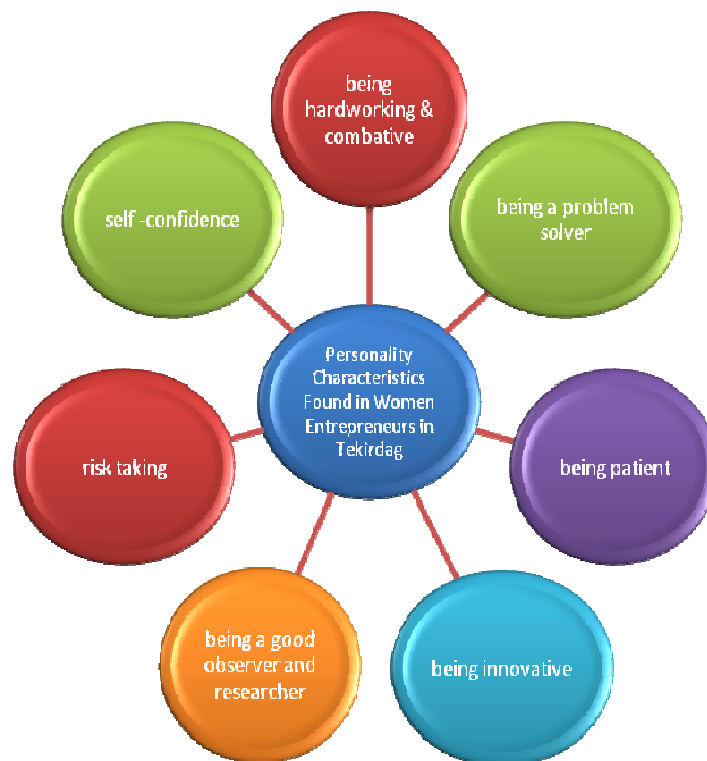 being
hardworking &
combative
self -confidence
being a problem
solver
Personality
Characteristics
Found in Women
Entrepreneurs in
Tekirdag
risk taking
being patient
being a good
observer and
researcher
being innovative